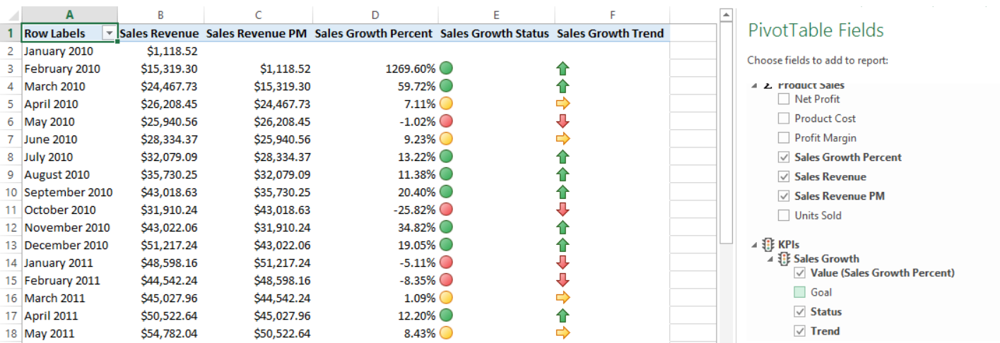 A B C D E F
1 Row Labels Sales Revenue Sales Revenue PM Sales Growth Percent Sales Growth Status Sales Growth Trend
2 January 2010 $1,118.52
3 February 2010 $15,319.30 $1,118.52 1269.60%
4 March 2010 $24,467.73 $15,319.30 59.72%
5 April 2010 $26,208.45 $24,467.73 7.11%
6 May 2010 $25,940.56 $26,208.45 -1.02%
7 June 2010 $28,334.37 $25,940.56 9.23%
8 July 2010 $32,079.09 $28,334.37 13.22%
9 August 2010 $35,730.25 $32,079.09 11.38%
10 September 2010 $43,018.63 $35,730.25 20.40%
11 October 2010 $31,910.24 $43,018.63 -25.82%
12 November 2010 $43,022.06 $31,910.24 34.82%
13 December 2010 $51,217.24 $43,022.06 19.05%
14 January 2011 $48,598.16 $51,217.24 -5.11%
15 February 2011 $44,542.24 $48,598.16 -8.35%
16 March 2011 $45,027.96 $44,542.24 1.09%
17 April 2011 $50,522.64 $45,027.96 12.20%
18 May 2011 $54,782.04 $50,522.64 8.43%
PivotTable Fields
Choose fields to add to report:
Σ Product Sales
Net Profit
Product Cost
Profit Margin
Sales Growth Percent
Sales Revenue
Sales Revenue PM
Units Sold
KPIs
Sales Growth
Value (Sales Growth Percent)
Goal
Status
Trend